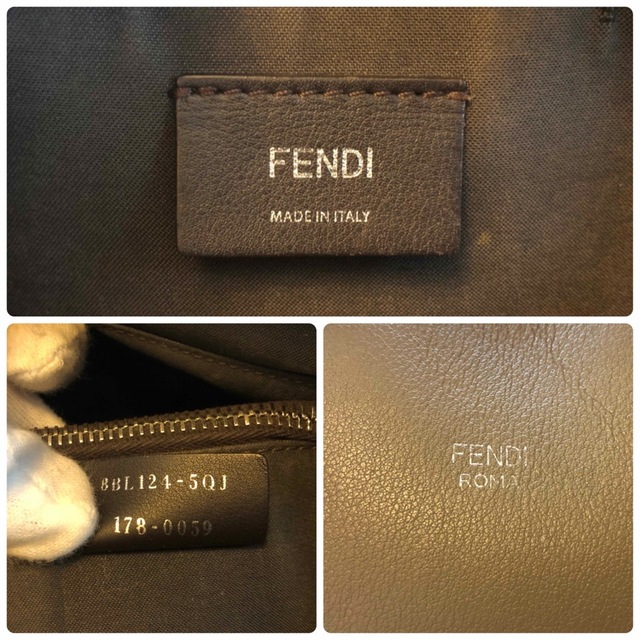 FENDI
MADE IN ITALY
8BL124-5QJ
178-0059
FENDI
ROMA